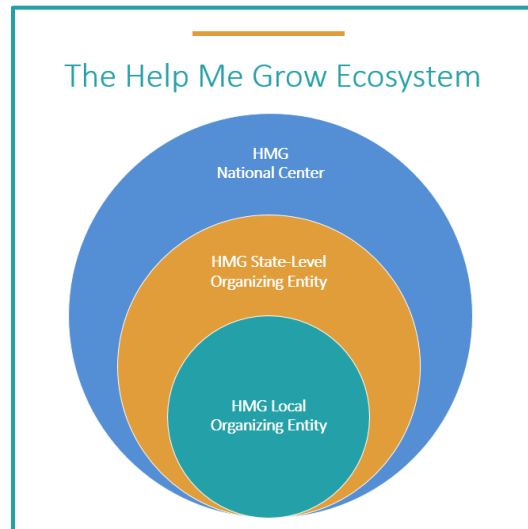 The Help Me Grow Ecosystem
HMG
National Center
HMG State-Level
Organizing Entity
HMG Local
Organizing Entity